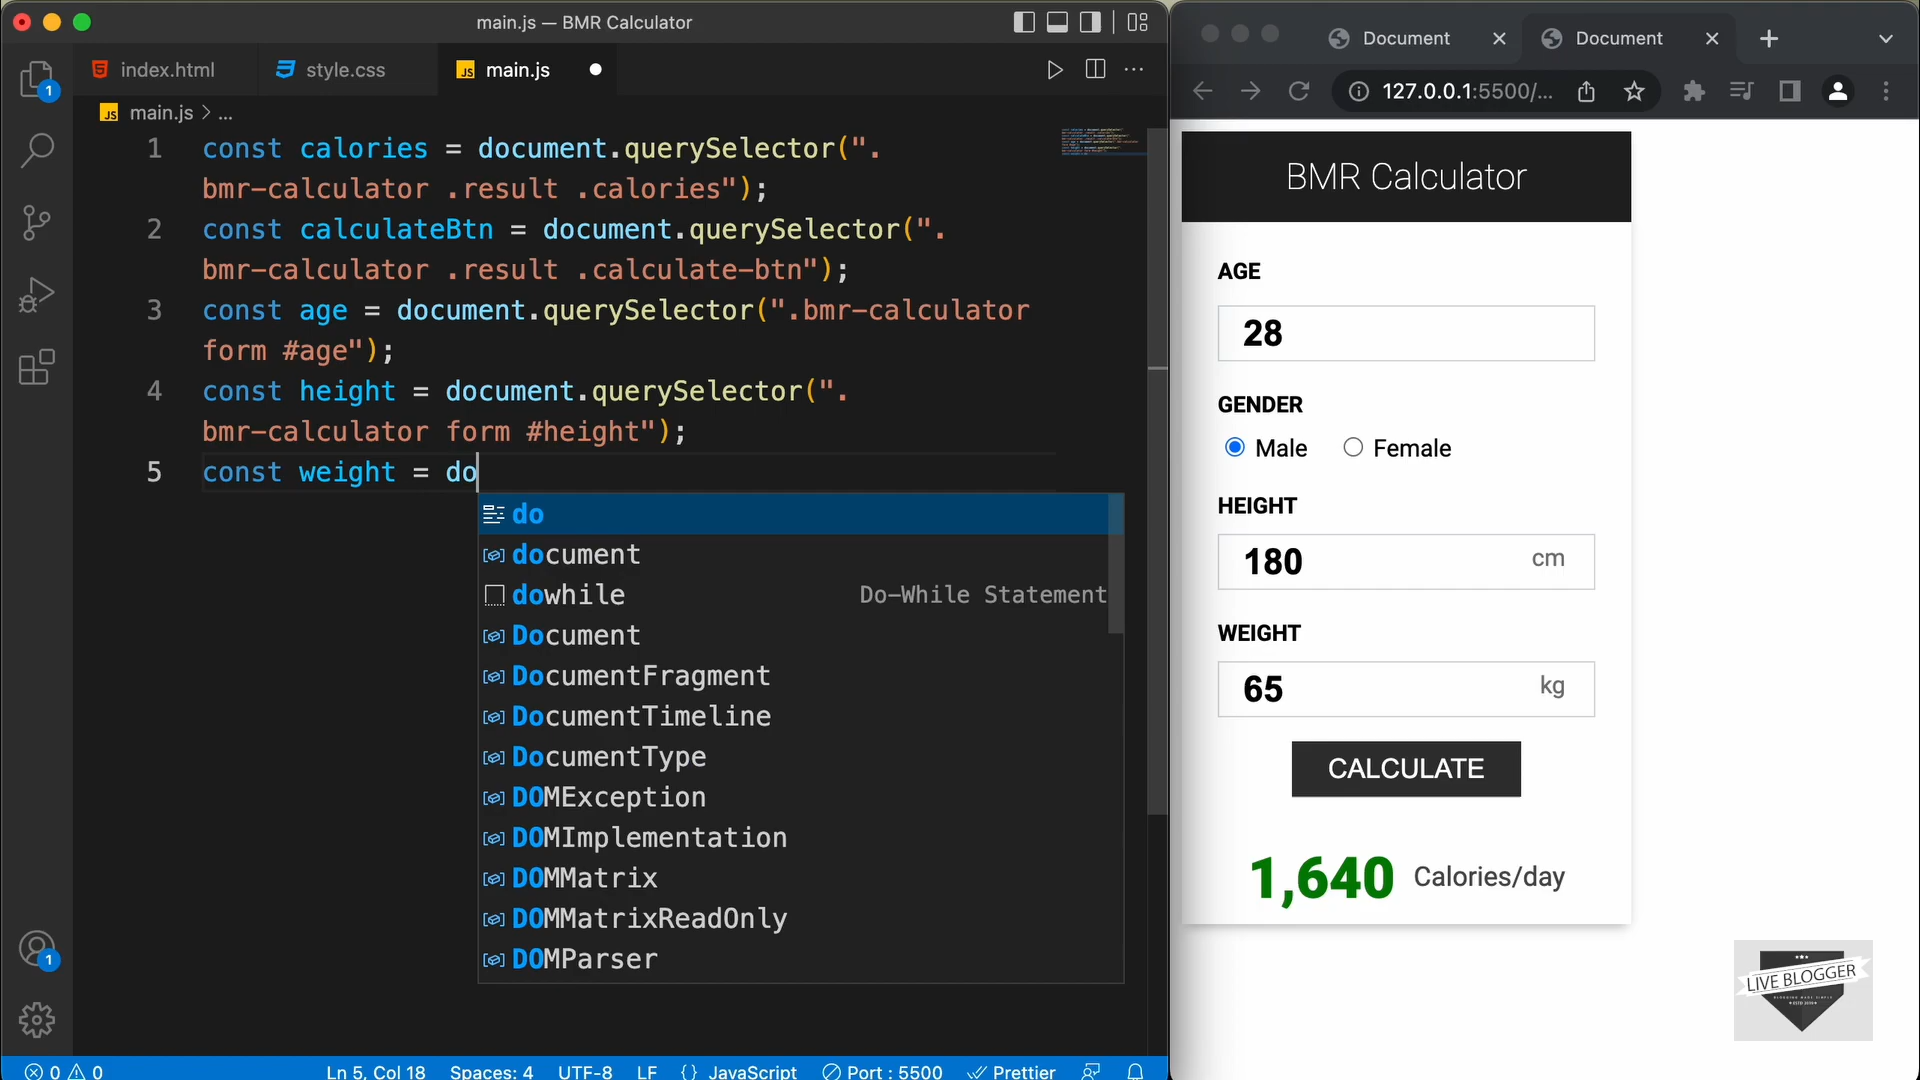 main.js — BMR Calculator
index.html
style.css
main.js
main.js > ...
1 const calories = document.querySelector(".
bmr-calculator .result .calories");
2 const calculateBtn = document.querySelector(".
bmr-calculator .result .calculate-btn");
3 const age = document.querySelector(".bmr-calculator
form #age");
4 const height = document.querySelector(".
bmr-calculator form #height");
5 const weight = do
do
document
dowhile Do-While Statement
Document
DocumentFragment
DocumentTimeline
DocumentType
DOMException
DOMImplementation
DOMMatrix
DOMMatrixReadOnly
DOMParser
1
1
0 0 Ln 5, Col 18 Spaces: 4 UTF-8 LF {} JavaScript Port : 5500 Prettier
Document
Document
127.0.0.1:5500/...
BMR Calculator
AGE
28
GENDER
Male Female
HEIGHT
180 cm
WEIGHT
65 kg
CALCULATE
1,640 Calories/day
LIVE BLOGGER